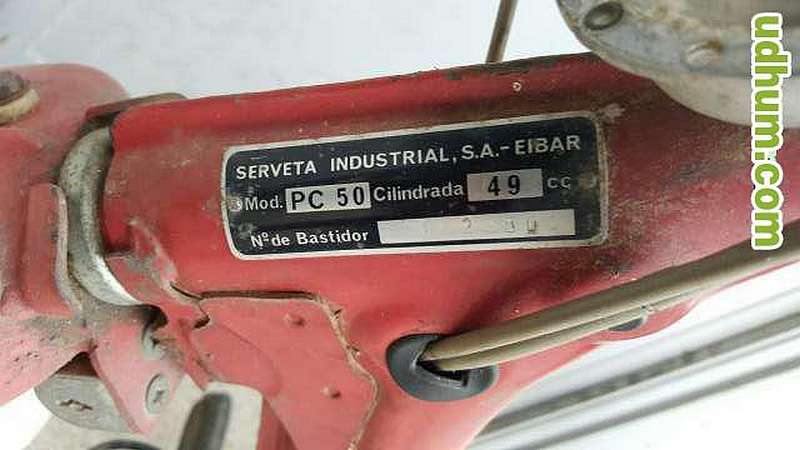 SERVETA INDUSTRIAL, S.A.-EIBAR
Mod. PC 50 Cilindrada 49 cc
Nº de Bastidor
udhum.com